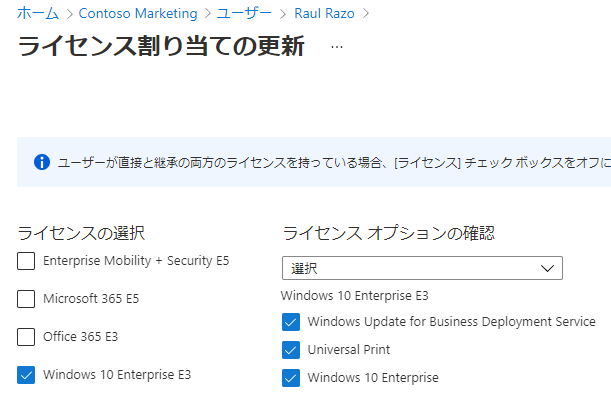 ホーム > Contoso Marketing > ユーザー > Raul Razo >
ライセンス割り当ての更新 ...
ユーザーが直接と継承の両方のライセンスを持っている場合、[ライセンス] チェック ボックスをオフに
ライセンスの選択
Enterprise Mobility + Security E5
Microsoft 365 E5
Office 365 E3
Windows 10 Enterprise E3
ライセンス オプションの確認
選択
Windows 10 Enterprise E3
Windows Update for Business Deployment Service
Universal Print
Windows 10 Enterprise